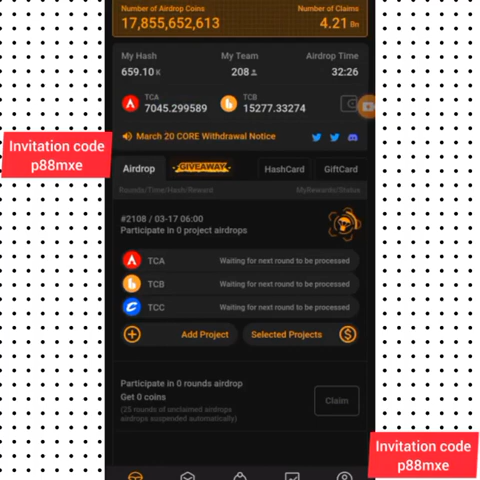 Number of Airdrop Coins
Number of Claims
17,855,652,613
4.21 Bn
My Hash
My Team
Airdrop Time
659.10 K
208
32:26
TCA
7045.299589
TCB
15277.33274
March 20 CORE Withdrawal Notice
Invitation code
p88mxe
Airdrop
GIVEAWAY
HashCard
GiftCard
Rounds/Time/Hash/Reward
MyRewards/Status
#2108 / 03-17 06:00
Participate in 0 project airdrops
TCA
Waiting for next round to be processed
TCB
Waiting for next round to be processed
TCC
Waiting for next round to be processed
Add Project
Selected Projects
Participate in 0 rounds airdrop
Get 0 coins
(25 rounds of unclaimed airdrops
airdrops suspended automatically)
Claim
Invitation code
p88mxe